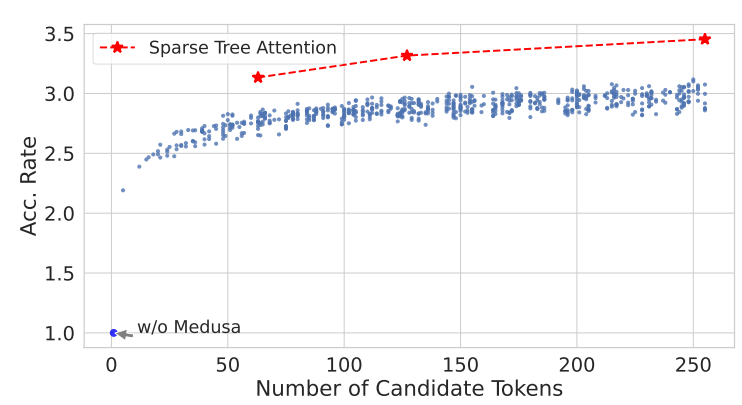 3.5
Sparse Tree Attention
3.0
2.5
2.0
1.5
1.0
w/o Medusa
Acc. Rate
0 50 100 150 200 250
Number of Candidate Tokens